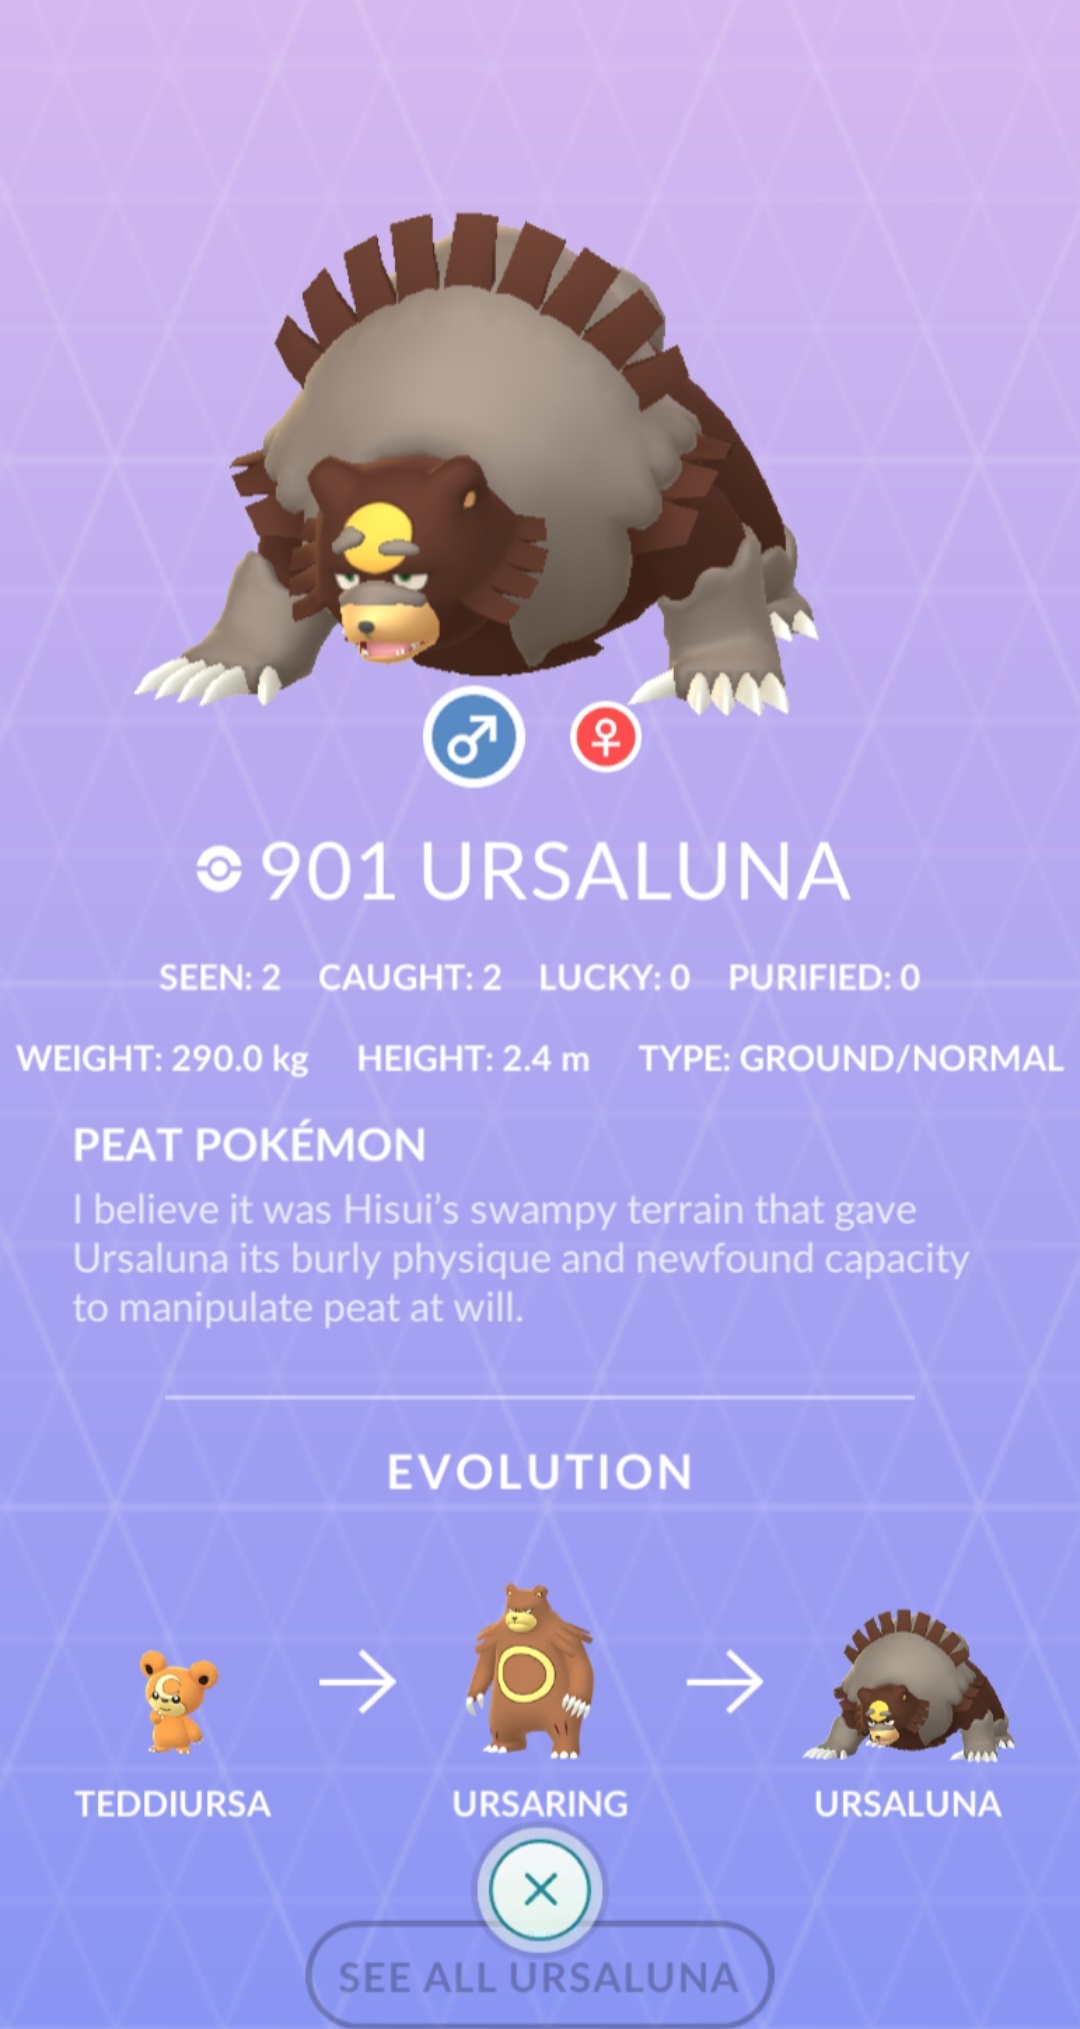 901 URSALUNA
SEEN: 2 CAUGHT: 2 LUCKY: 0 PURIFIED: 0
WEIGHT: 290.0 kg HEIGHT: 2.4 m TYPE: GROUND/NORMAL
PEAT POKÉMON
I believe it was Hisui’s swampy terrain that gave
Ursaluna its burly physique and newfound capacity
to manipulate peat at will.
EVOLUTION
TEDDIURSA URSARING URSALUNA
SEE ALL URSALUNA